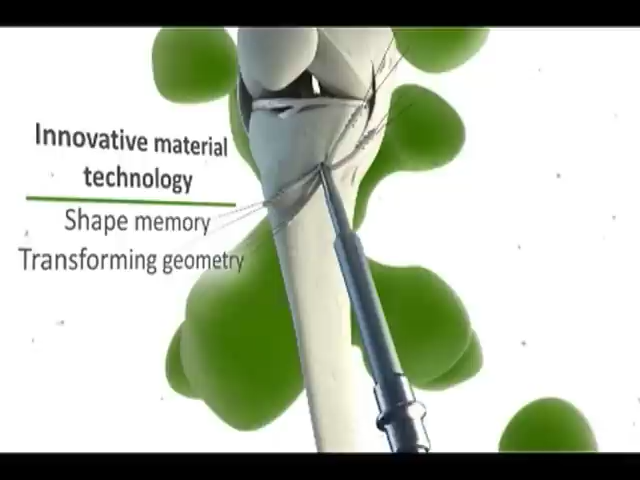 Innovative material
technology
Shape memory
Transforming geometry